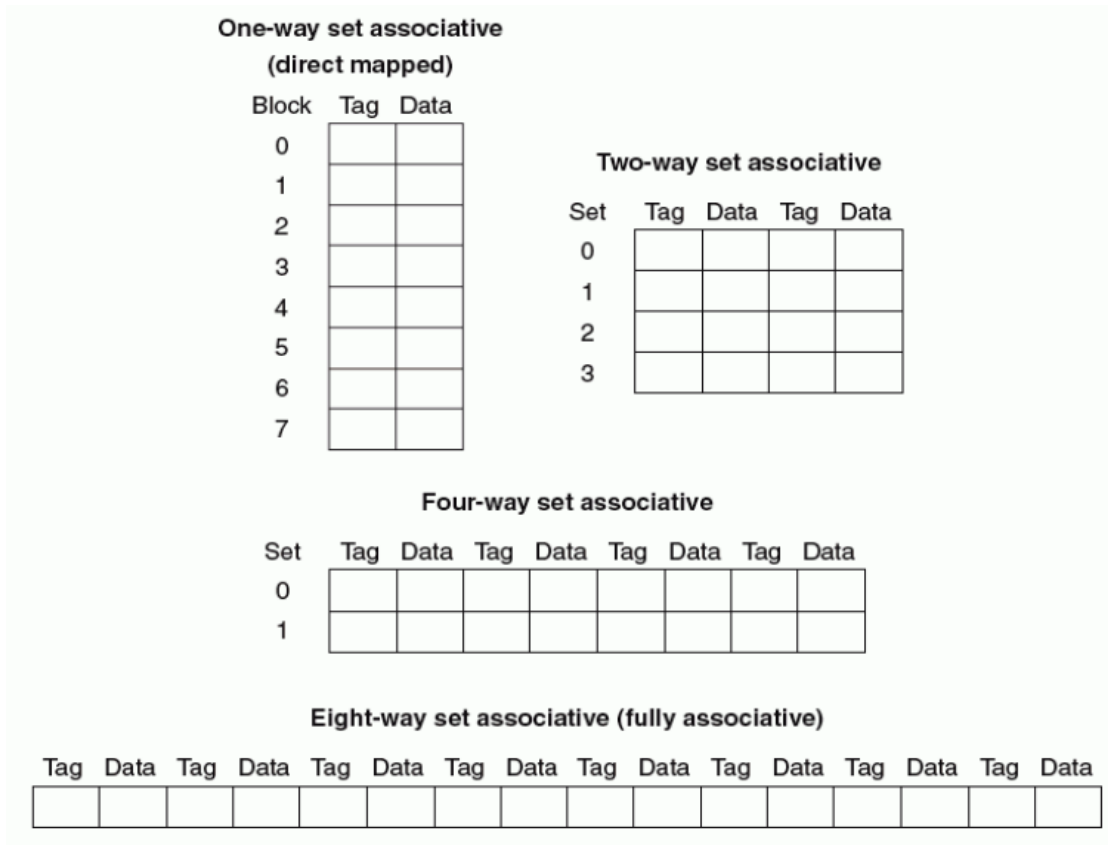 One-way set associative
(direct mapped)
Block Tag Data
0
1
2
3
4
5
6
7
Two-way set associative
Set Tag Data Tag Data
0
1
2
3
Four-way set associative
Set Tag Data Tag Data Tag Data Tag Data
0
1
Eight-way set associative (fully associative)
Tag Data Tag Data Tag Data Tag Data Tag Data Tag Data Tag Data Tag Data